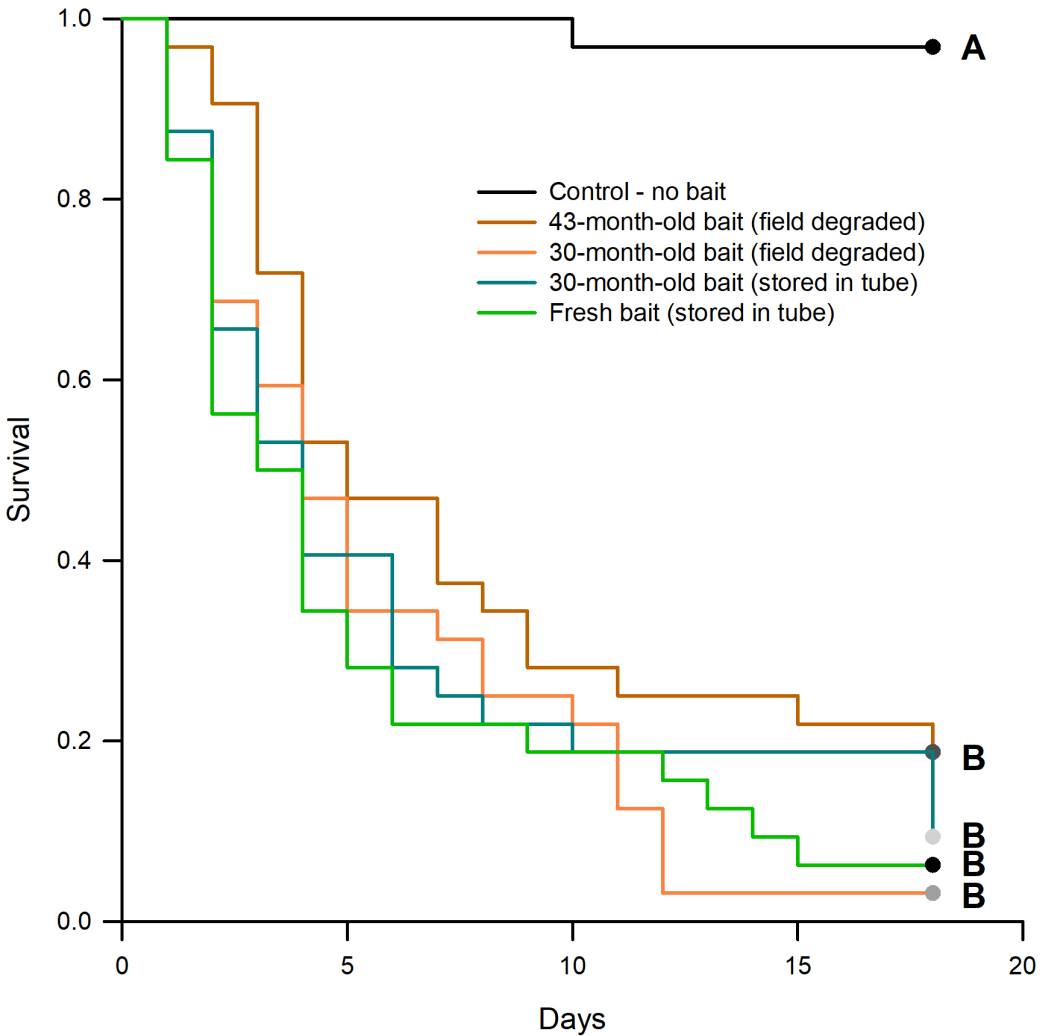 1.0
A
0.8
Control - no bait
43-month-old bait (field degraded)
30-month-old bait (field degraded)
30-month-old bait (stored in tube)
Fresh bait (stored in tube)
0.6
Survival
0.4
0.2
B
B
B
B
0.0
0 5 10 15 20
Days